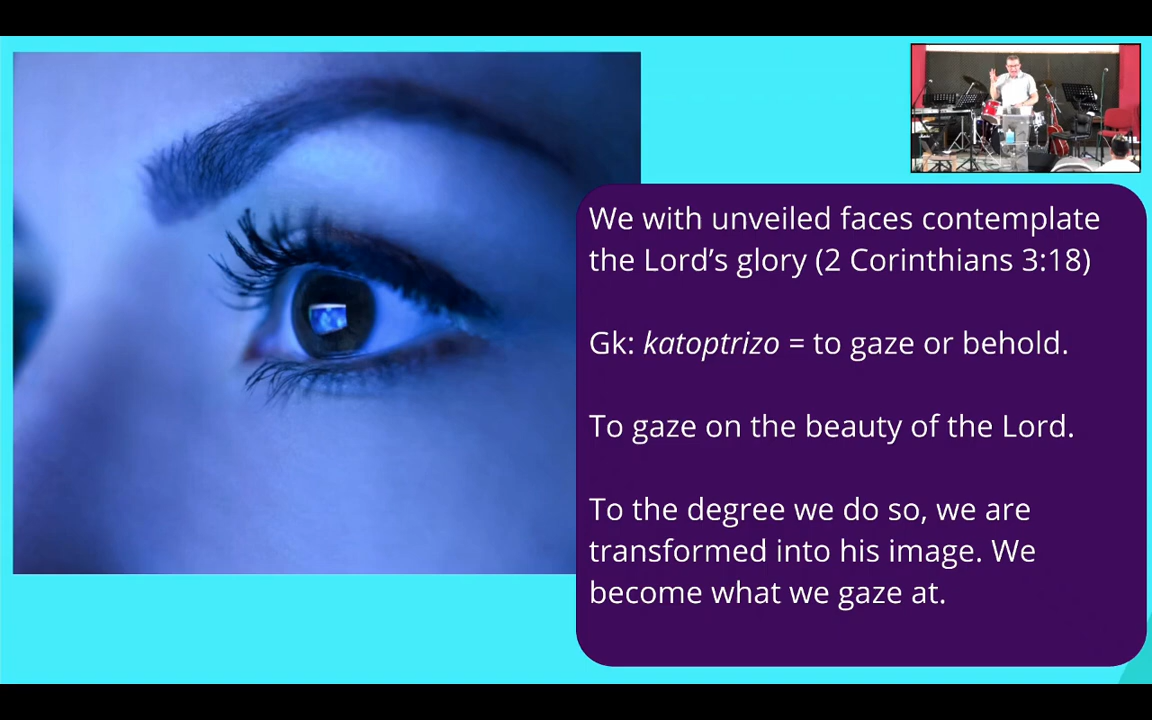 We with unveiled faces contemplate
the Lord’s glory (2 Corinthians 3:18)
Gk: katoptrizo = to gaze or behold.
To gaze on the beauty of the Lord.
To the degree we do so, we are
transformed into his image. We
become what we gaze at.